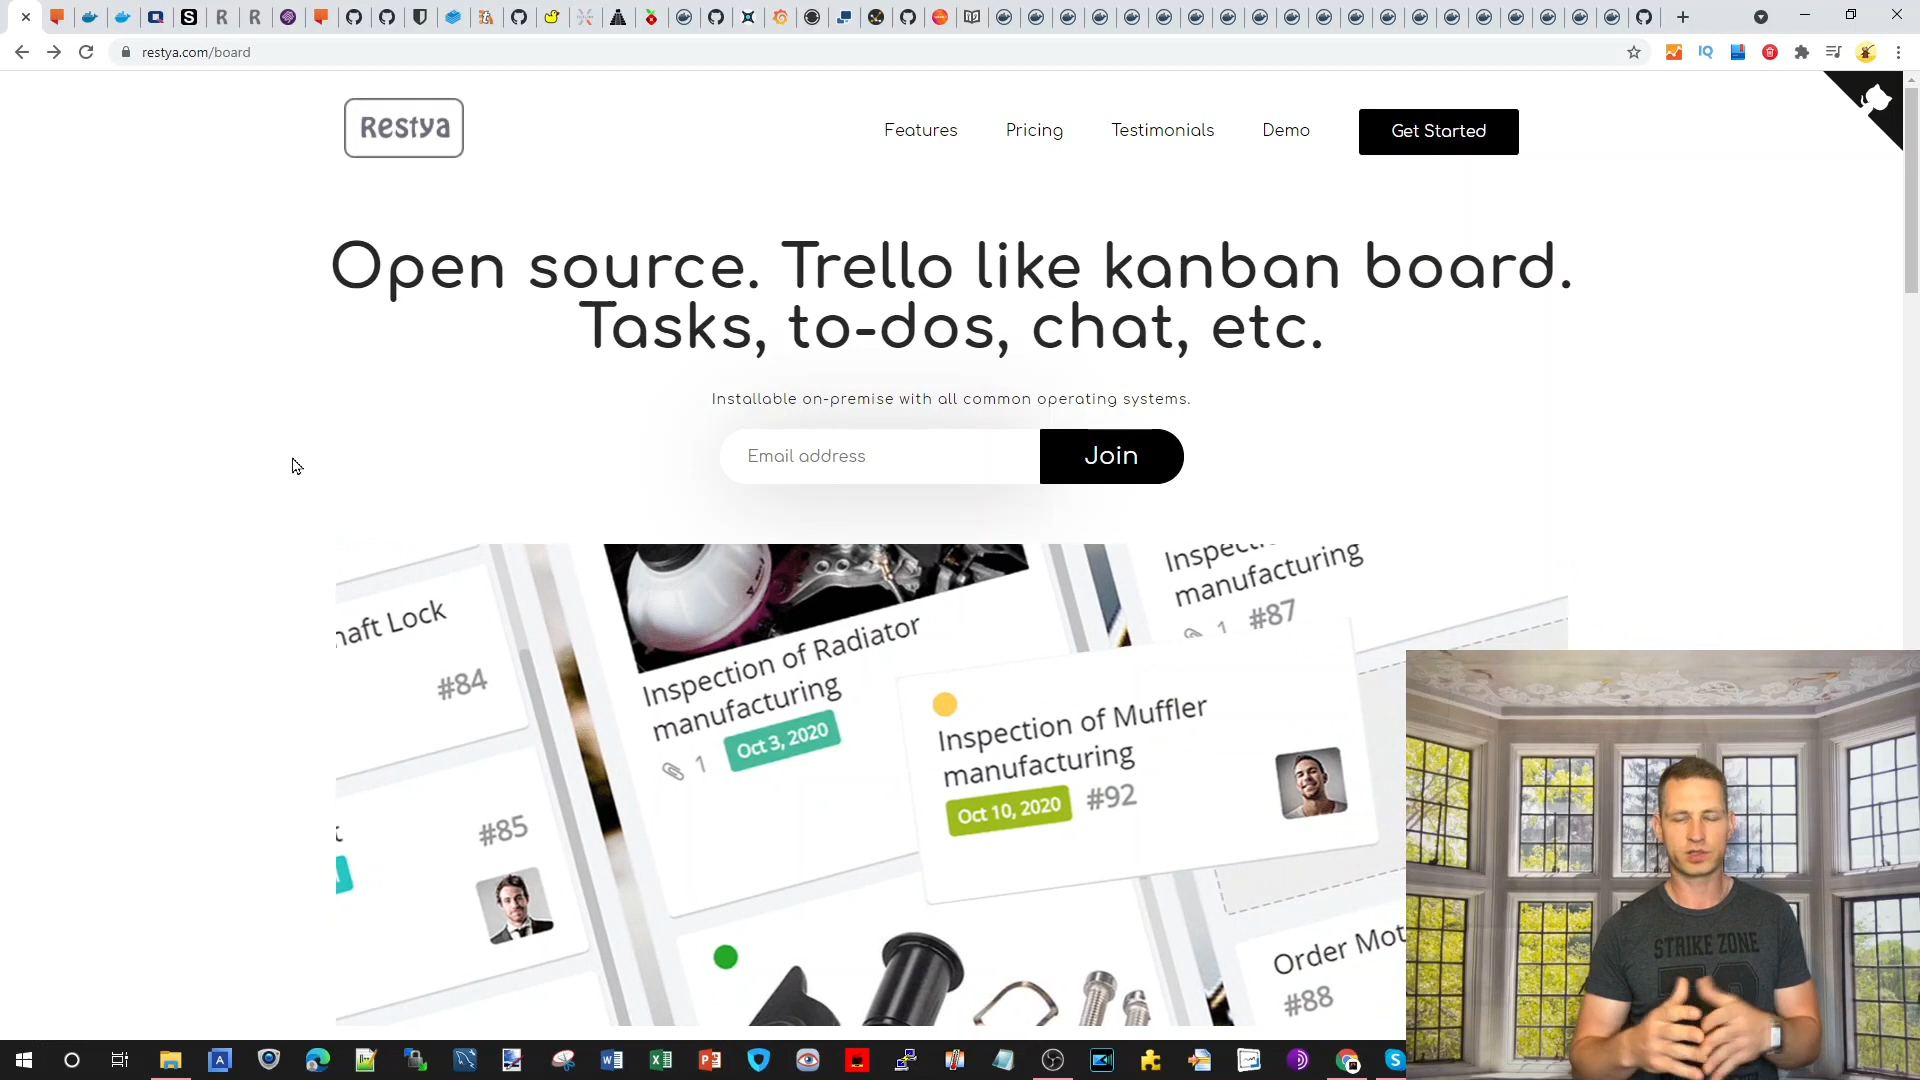 restya.com/board
IQ
Restya
Features
Pricing
Testimonials
Demo
Get Started
Open source. Trello like kanban board.
Tasks, to-dos, chat, etc.
Installable on-premise with all common operating systems.
Email address
Join
haft Lock
#84
#85
Inspection of Radiator
manufacturing
1
Oct 3, 2020
manufacturing
1 #87
Inspection of Muffler
manufacturing
Oct 10, 2020 #92
Order Mot
#88
STRIKE ZONE